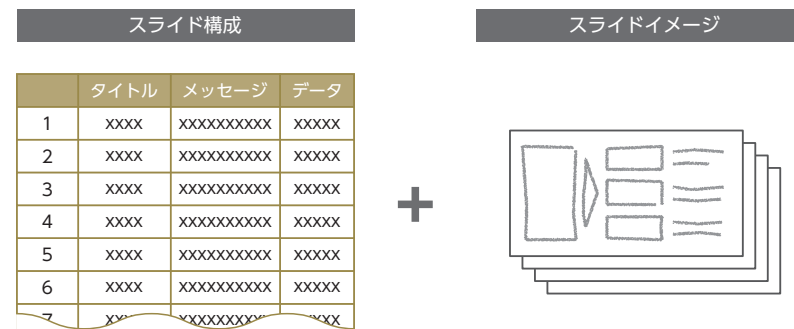 スライド構成
スライドイメージ
タイトル メッセージ データ
1 xxxx xxxxxxxxxx xxxxx
2 xxxx xxxxxxxxxx xxxxx
3 xxxx xxxxxxxxxx xxxxx
4 xxxx xxxxxxxxxx xxxxx
5 xxxx xxxxxxxxxx xxxxx
6 xxxx xxxxxxxxxx xxxxx
+